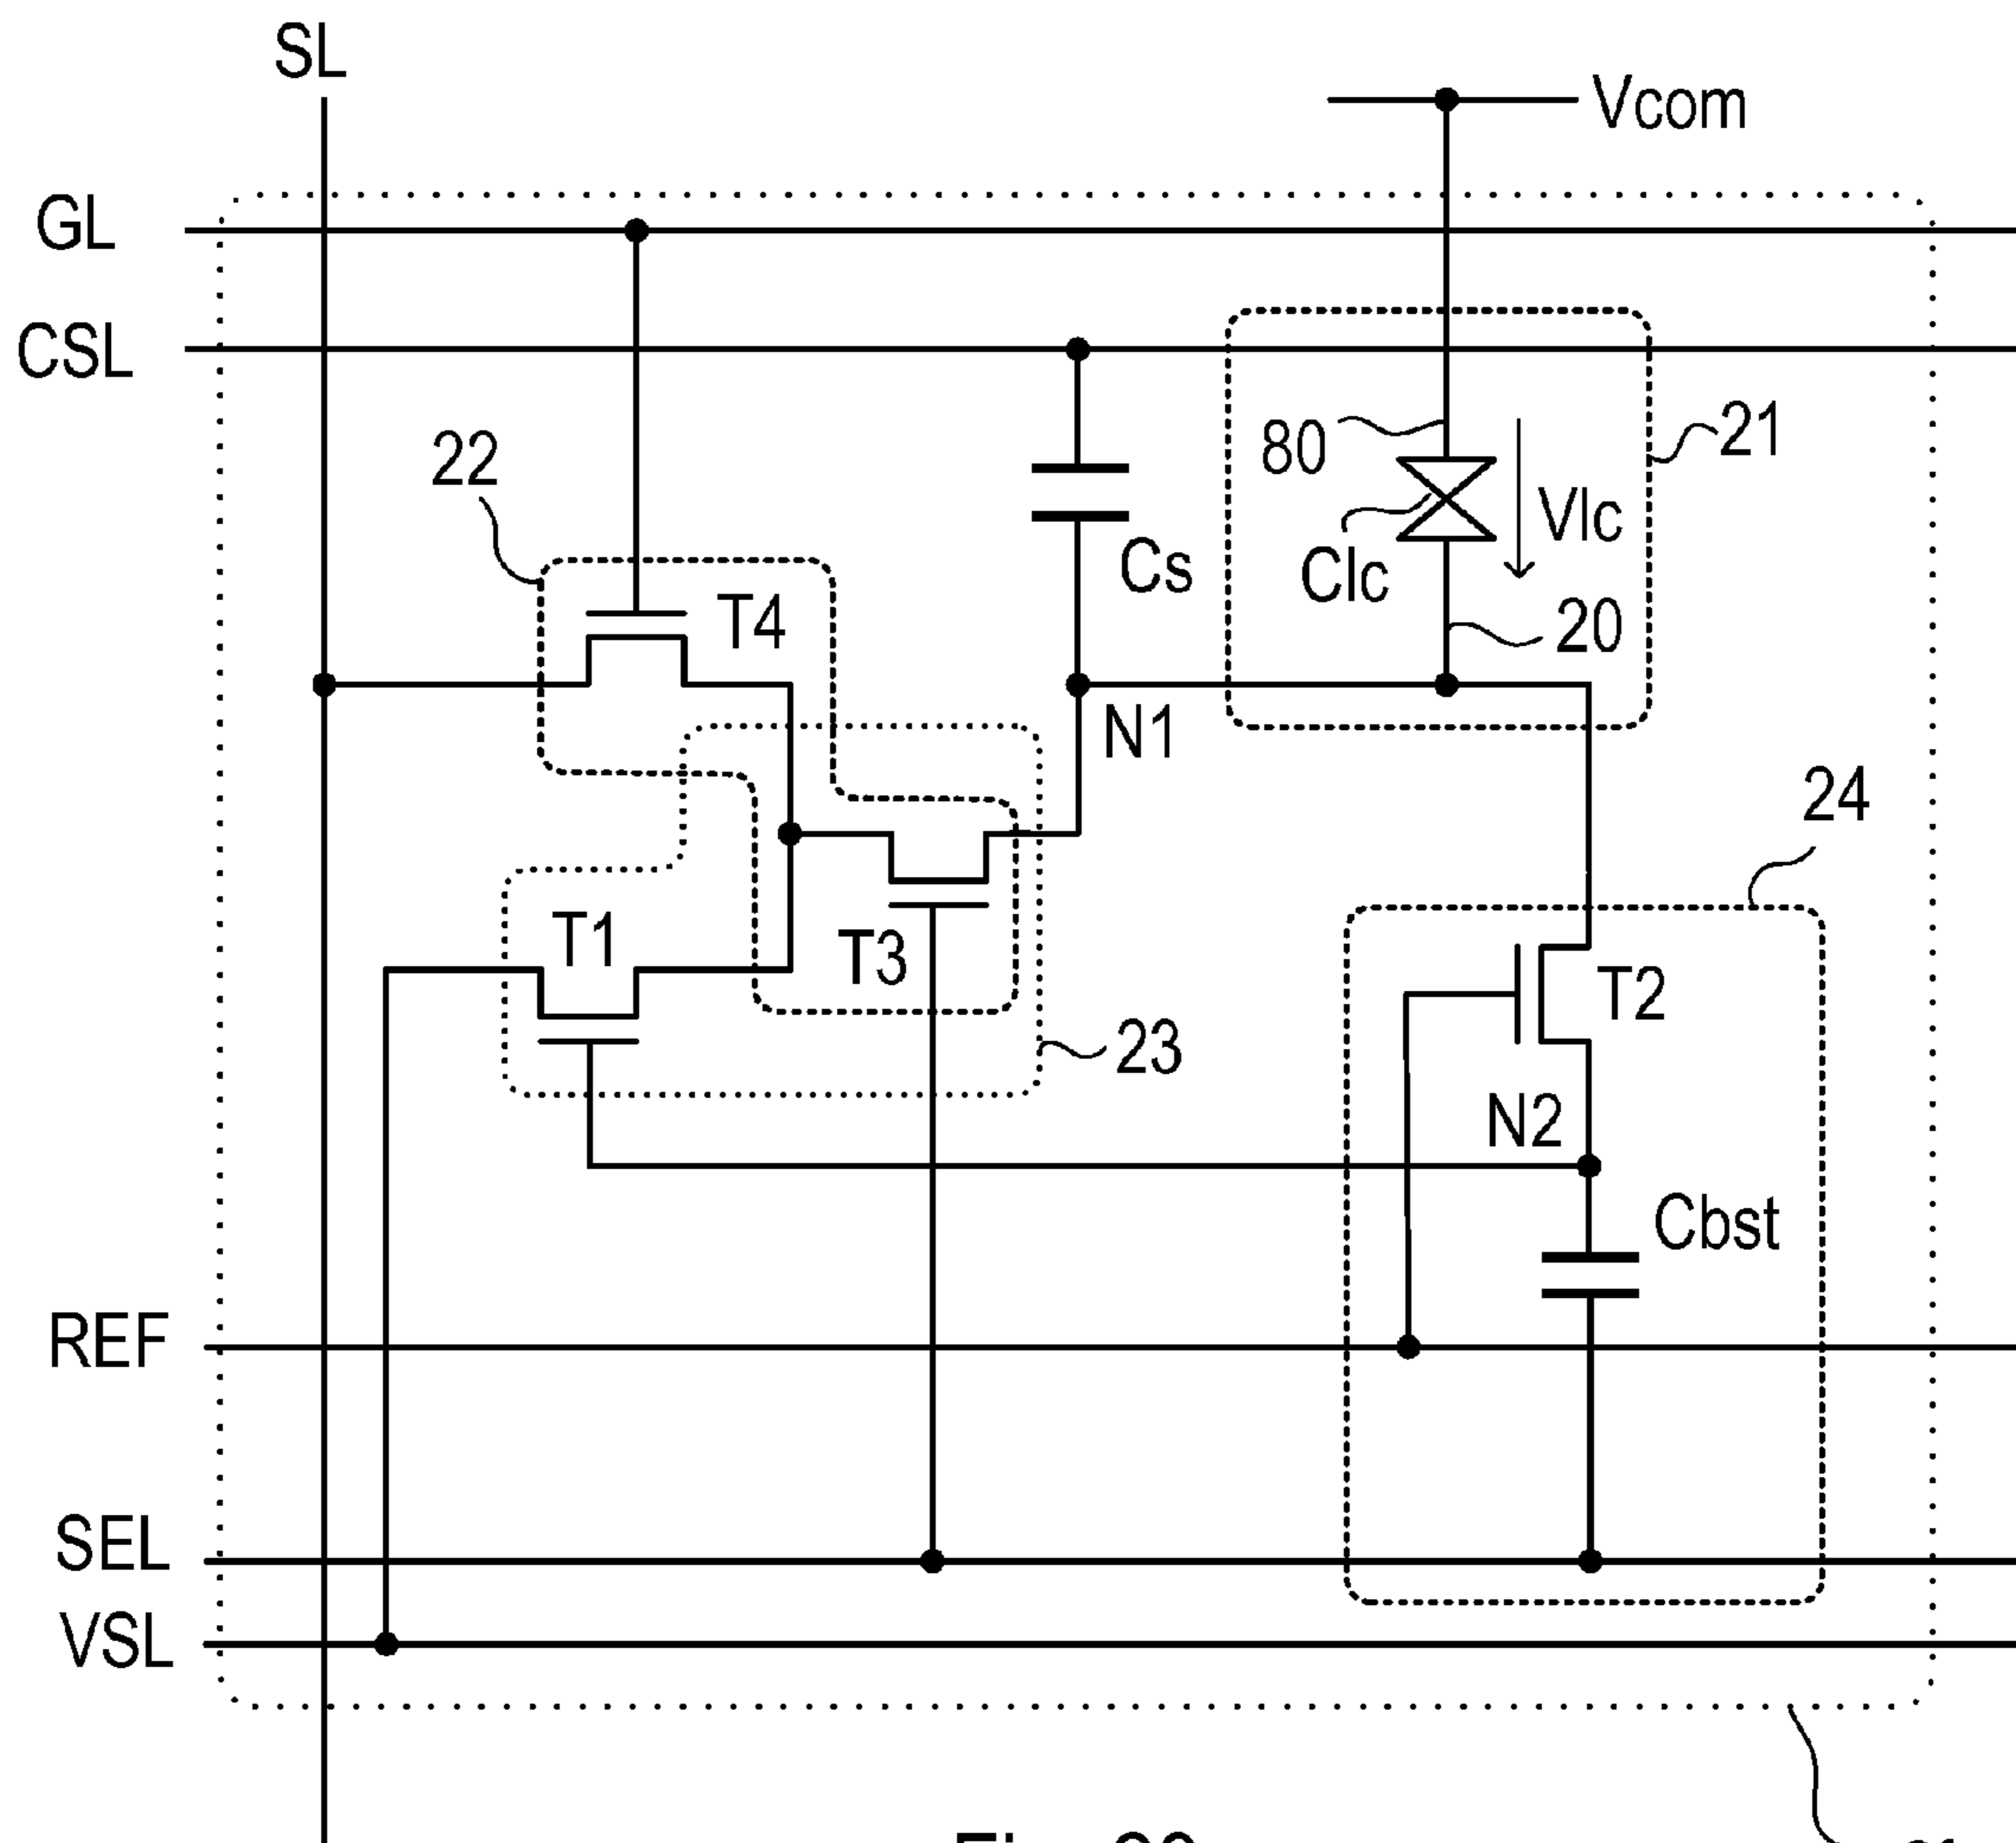 SL
Vcom
GL
CSL
22
80
21
Vlc
Clc
Cs
20
T4
N1
24
T1
T3
T2
23
N2
Cbst
REF
SEL
VSL